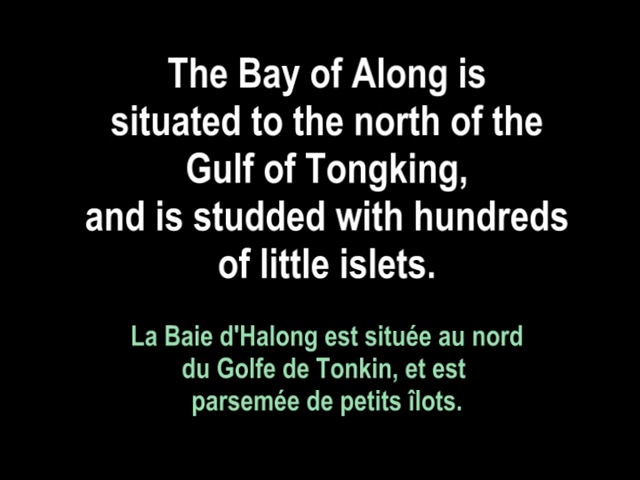 The Bay of Along is
situated to the north of the
Gulf of Tongking,
and is studded with hundreds
of little islets.
La Baie d'Halong est située au nord
du Golfe de Tonkin, et est
parsemée de petits îlots.